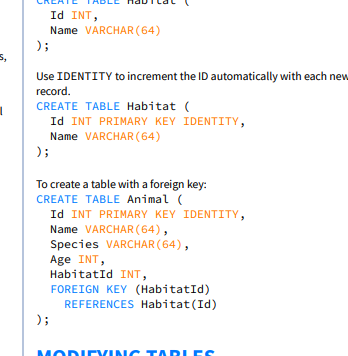 CREATE TABLE Habitat (
Id INT,
Name VARCHAR(64)
);
s,
Use IDENTITY to increment the ID automatically with each new
record.
l
CREATE TABLE Habitat (
Id INT PRIMARY KEY IDENTITY,
Name VARCHAR(64)
);
To create a table with a foreign key:
CREATE TABLE Animal (
Id INT PRIMARY KEY IDENTITY,
Name VARCHAR(64),
Species VARCHAR(64),
Age INT,
HabitatId INT,
FOREIGN KEY (HabitatId)
REFERENCES Habitat(Id)
);
MODIFYING TABLES